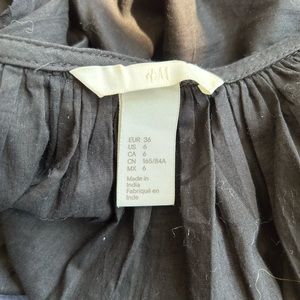 H&M
EUR 36
US 6
CA 6
CN 165/84A
MX 6
Made in
India
Fabriqué en
Inde